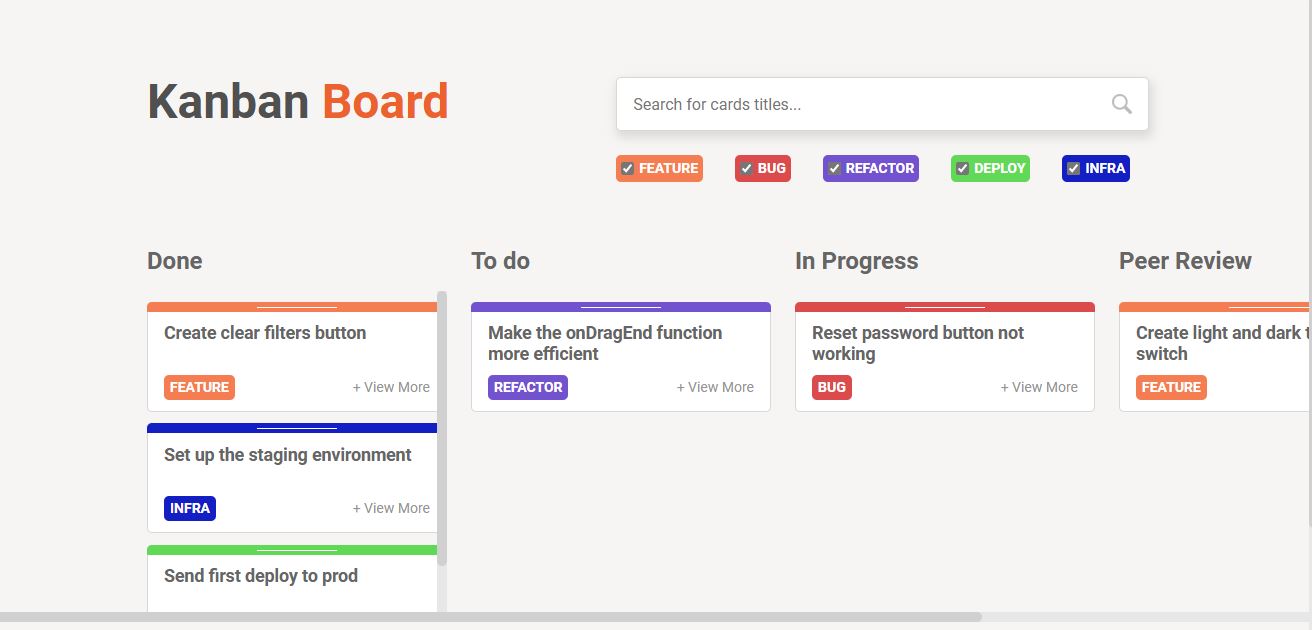 Kanban Board
Search for cards titles...
FEATURE
BUG
REFACTOR
DEPLOY
INFRA
Done
Create clear filters button
FEATURE
+ View More
Set up the staging environment
INFRA
+ View More
Send first deploy to prod
To do
Make the onDragEnd function
more efficient
REFACTOR
+ View More
In Progress
Reset password button not
working
BUG
+ View More
Peer Review
Create light and dark
switch
FEATURE